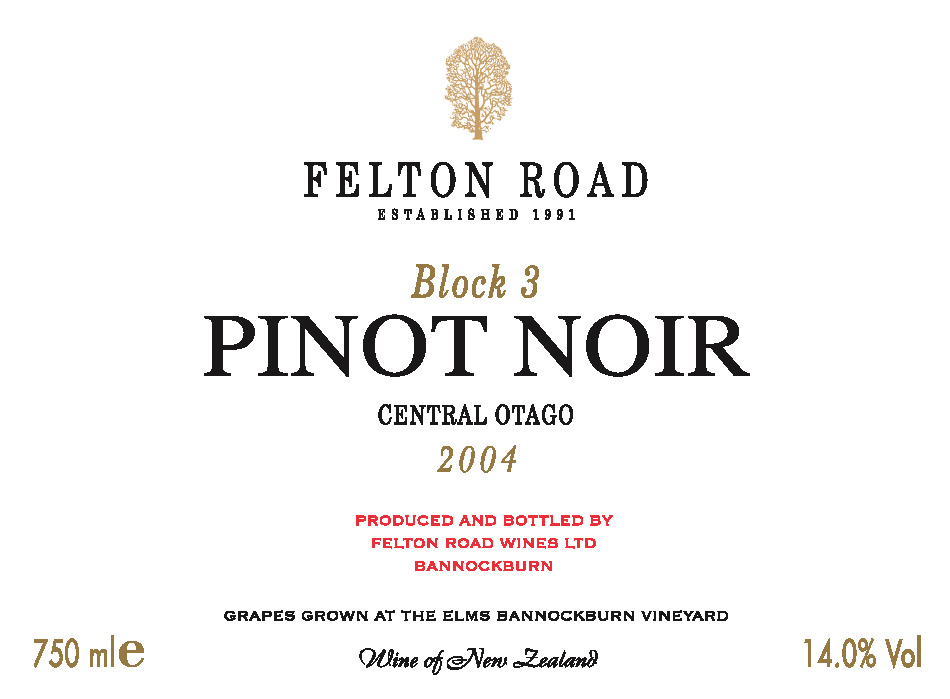 FELTON ROAD
ESTABLISHED 1991
Block 3
PINOT NOIR
CENTRAL OTAGO
2004
PRODUCED AND BOTTLED BY
FELTON ROAD WINES LTD
BANNOCKBURN
GRAPES GROWN AT THE ELMS BANNOCKBURN VINEYARD
750 mle Wine of New Zealand 14.0% Vol